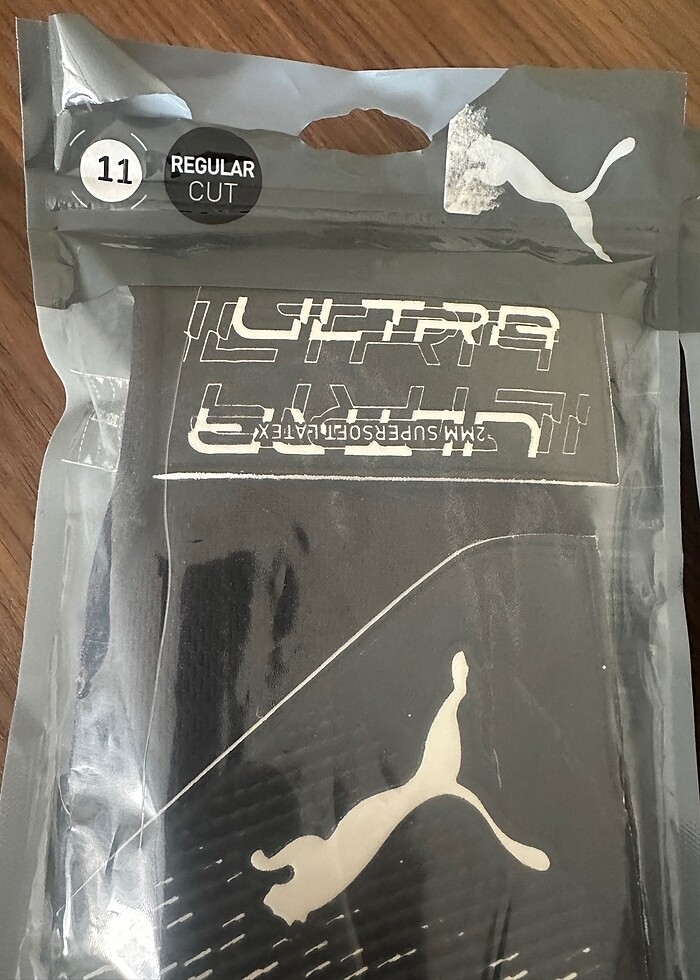 11
REGULAR
CUT
ULTRA
ULTRA
2MM SUPERSOFT LATEX